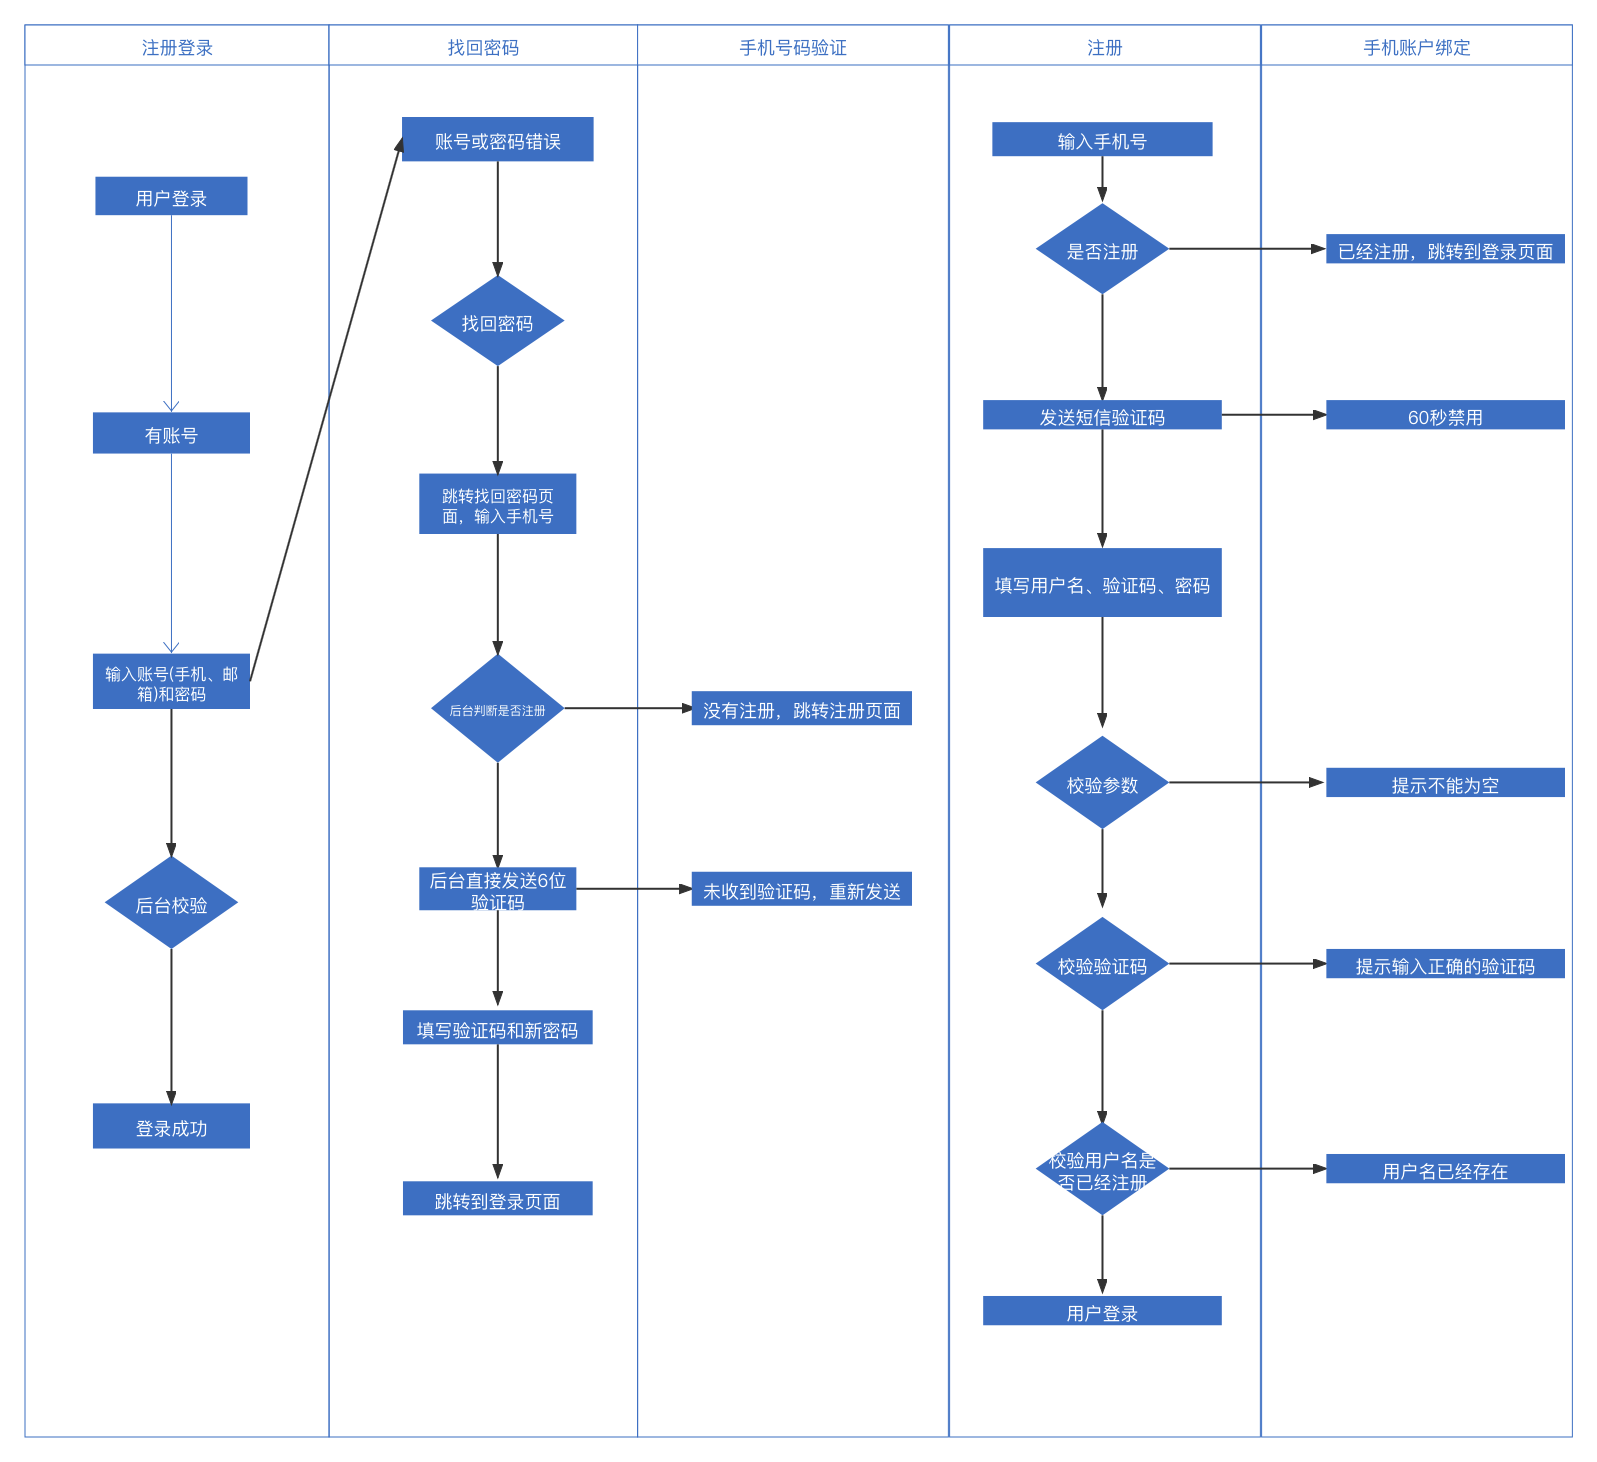 注册登录
找回密码
手机号码验证
注册
手机账户绑定
用户登录
有账号
输入账号(手机、邮
箱)和密码
后台校验
登录成功
账号或密码错误
找回密码
跳转找回密码页
面，输入手机号
后台判断是否注册
后台直接发送6位
验证码
填写验证码和新密码
跳转到登录页面
没有注册，跳转注册页面
未收到验证码，重新发送
输入手机号
是否注册
发送短信验证码
填写用户名、验证码、密码
校验参数
校验验证码
校验用户名是
否已经注册
用户登录
已经注册，跳转到登录页面
60秒禁用
提示不能为空
提示输入正确的验证码
用户名已经存在